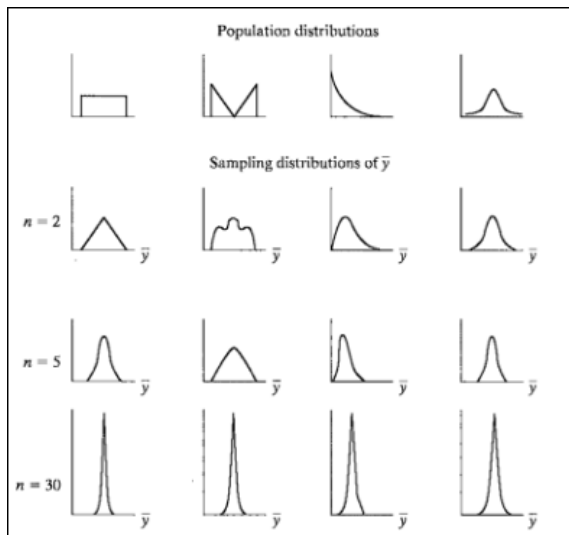 Population distributions
Sampling distributions of ȳ
n = 2
ȳ ȳ ȳ ȳ
n = 5
ȳ ȳ ȳ ȳ
n = 30
ȳ ȳ ȳ ȳ